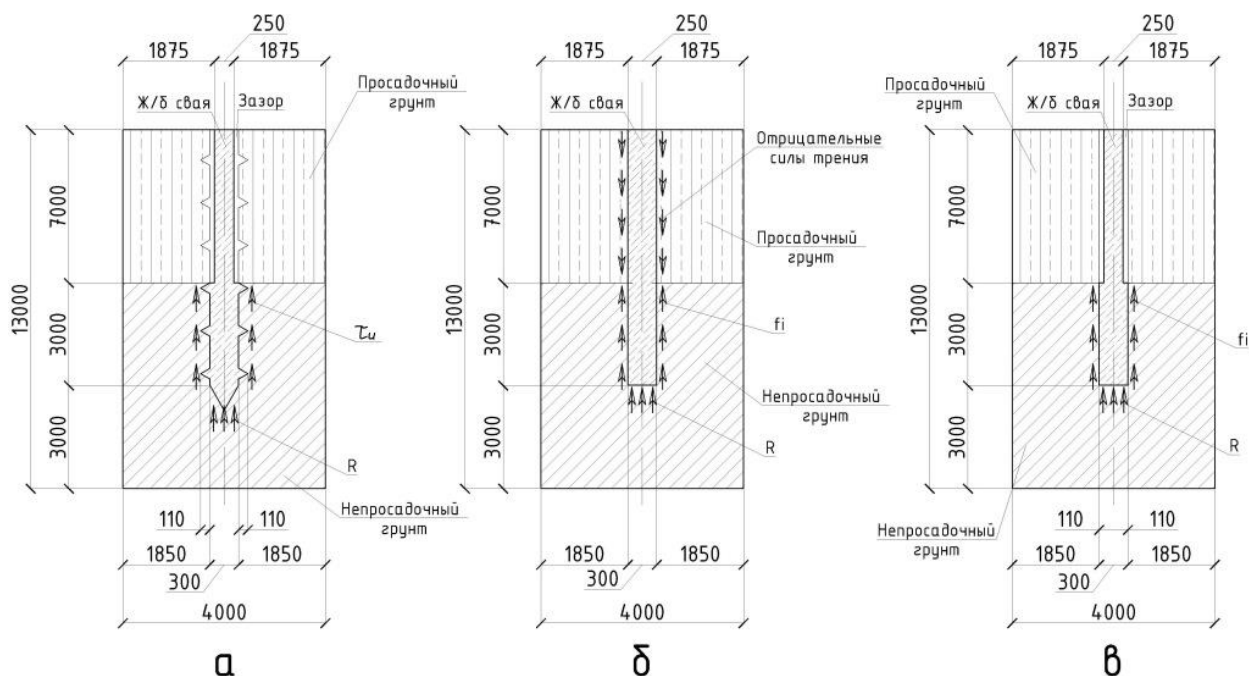 250
1875
1875
Ж/б свая
Зазор
Просадочный
грунт
13000
7000
3000
3000
τu
R
Непросадочный
грунт
110
110
1850
1850
300
4000
а
250
1875
1875
Ж/б свая
Отрицательные
силы трения
Просадочный
грунт
13000
7000
3000
3000
fi
Непросадочный
грунт
R
1850
1850
300
4000
б
250
1875
1875
Просадочный
грунт
Ж/б свая
Зазор
13000
7000
3000
3000
fi
R
Непросадочный
грунт
110
110
1850
1850
300
4000
в